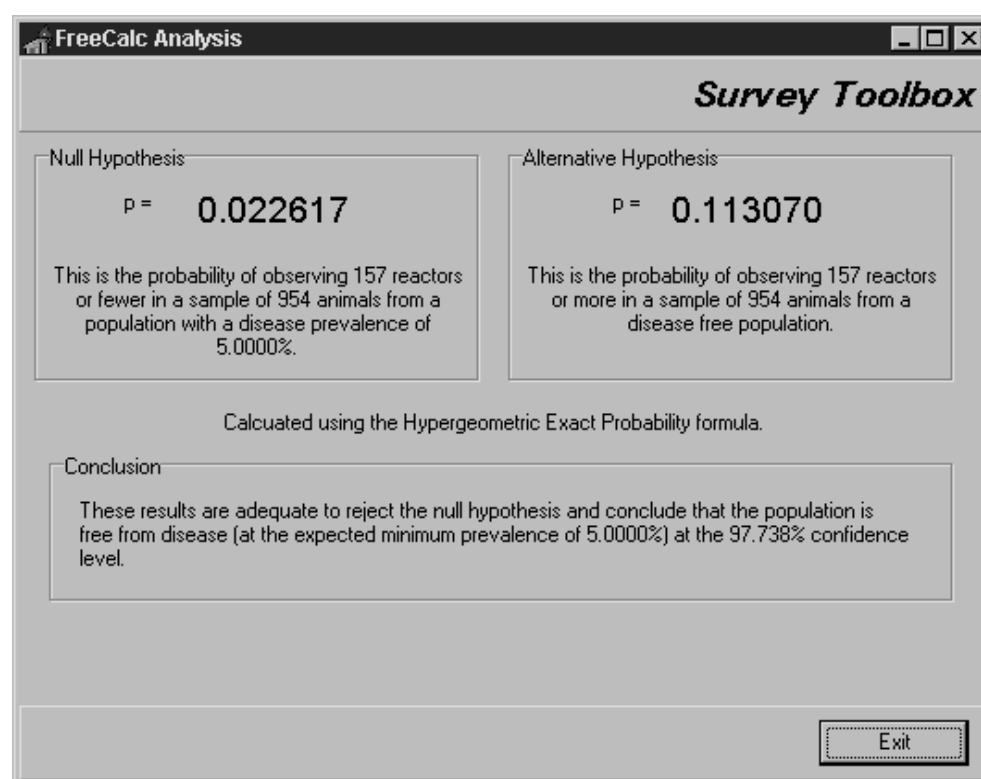 FreeCalc Analysis
Survey Toolbox
Null Hypothesis
p = 0.022617
This is the probability of observing 157 reactors
or fewer in a sample of 954 animals from a
population with a disease prevalence of
5.0000%.
Alternative Hypothesis
p = 0.113070
This is the probability of observing 157 reactors
or more in a sample of 954 animals from a
disease free population.
Calcuated using the Hypergeometric Exact Probability formula.
Conclusion
These results are adequate to reject the null hypothesis and conclude that the population is
free from disease (at the expected minimum prevalence of 5.0000%) at the 97.738% confidence
level.
Exit